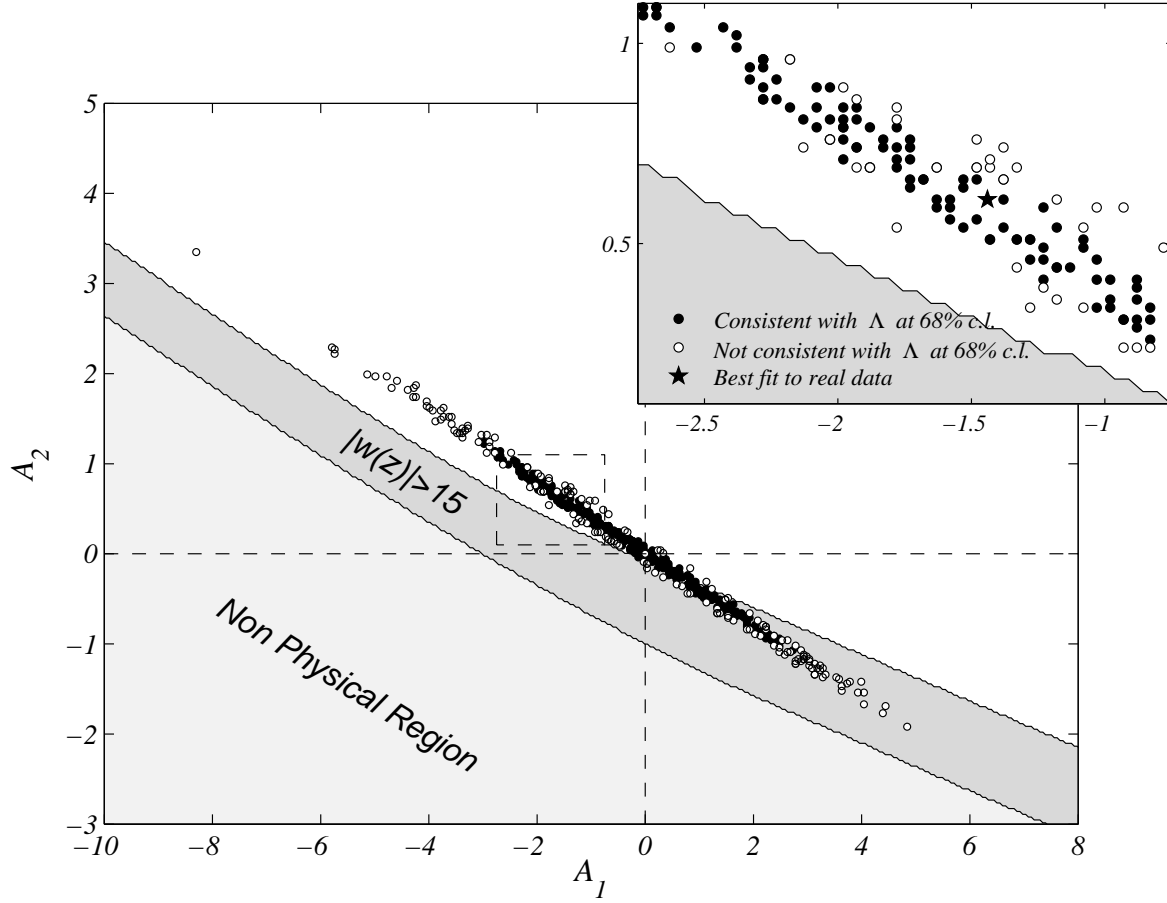 1
0.5
−2.5 −2 −1.5 −1
Consistent with Λ at 68% c.l.
Not consistent with Λ at 68% c.l.
Best fit to real data
5
4
3
2
1
0
−1
−2
−3
A2
|w(z)|>15
Non Physical Region
−10 −8 −6 −4 −2 0 2 4 6 8
A1